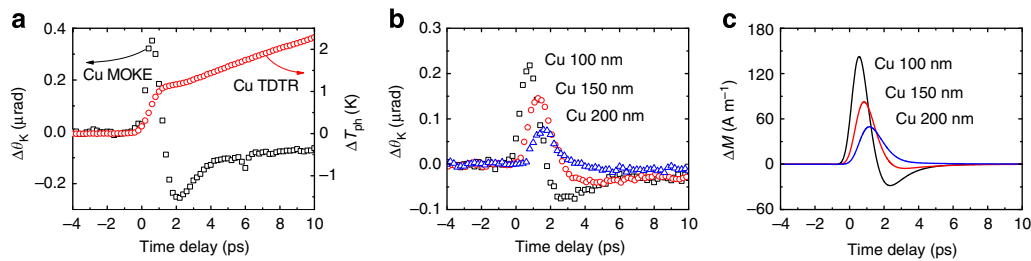 a
ΔθK (μrad)
0.4
0.2
0.0
−0.2
Cu MOKE
Cu TDTR
2
1
0
−1
ΔTph (K)
−4 −2 0 2 4 6 8 10
Time delay (ps)
b
ΔθK (μrad)
0.3
0.2
0.1
0.0
−0.1
Cu 100 nm
Cu 150 nm
Cu 200 nm
−4 −2 0 2 4 6 8 10
Time delay (ps)
c
ΔM (A m−1)
180
120
60
0
−60
Cu 100 nm
Cu 150 nm
Cu 200 nm
−4 −2 0 2 4 6 8 10
Time delay (ps)